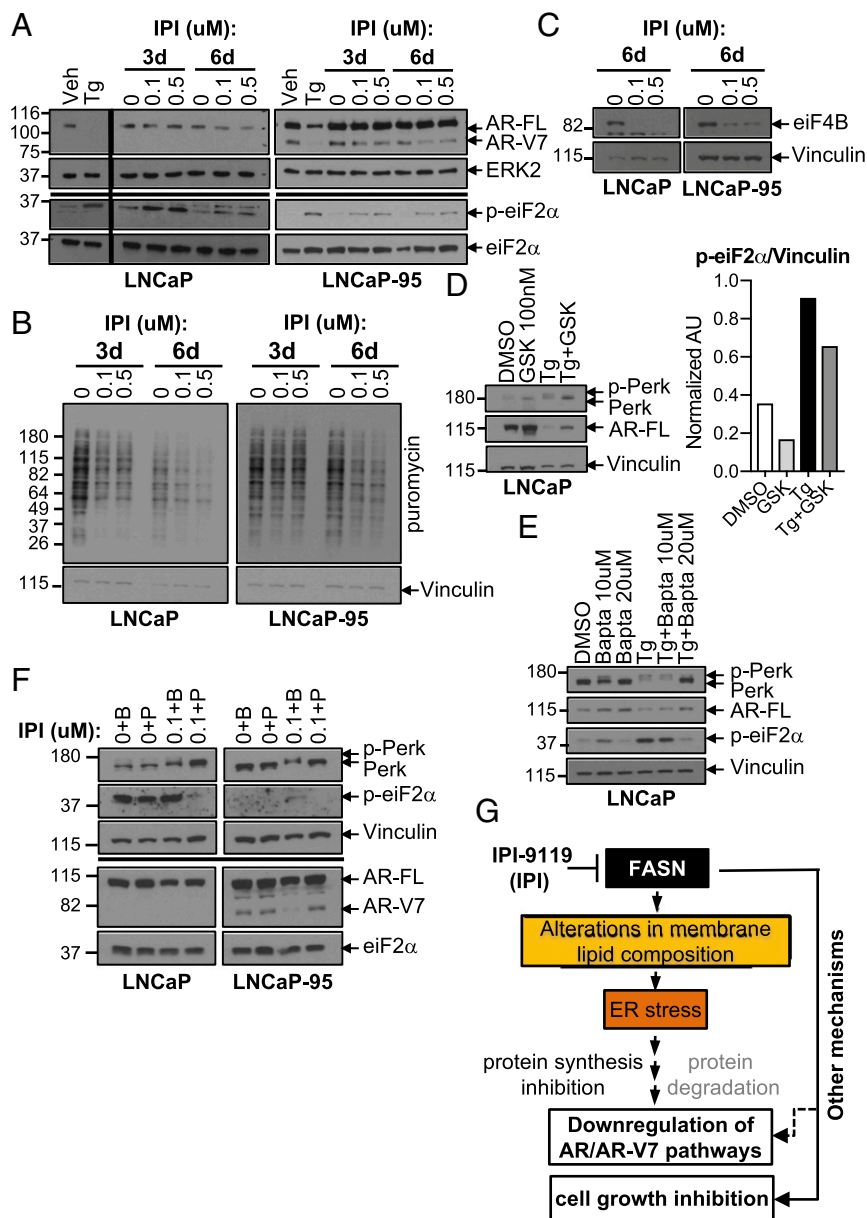 A
IPI (uM):
3d 6d
Veh Tg 0 0.1 0.5 0 0.1 0.5
116
100
75
37
37
37
LNCaP
IPI (uM):
3d 6d
Veh Tg 0 0.1 0.5 0 0.1 0.5
AR-FL
AR-V7
ERK2
p-eiF2α
eiF2α
LNCaP-95
B
IPI (uM):
3d 6d
0 0.1 0.5 0 0.1 0.5
180
115
82
64
49
37
26
115
LNCaP
IPI (uM):
3d 6d
0 0.1 0.5 0 0.1 0.5
puromycin
Vinculin
LNCaP-95
C
IPI (uM):
6d 6d
0 0.1 0.5 0 0.1 0.5
82
115
eiF4B
Vinculin
LNCaP LNCaP-95
D
DMSO
GSK 100nM
Tg
Tg+GSK
180
115
115
p-Perk
Perk
AR-FL
Vinculin
LNCaP
p-eiF2α/Vinculin
Normalized AU
1.0
0.8
0.6
0.4
0.2
0.0
DMSO
GSK
Tg
Tg+GSK
E
DMSO
Bapta 10uM
Bapta 20uM
Tg
Tg+Bapta 10uM
Tg+Bapta 20uM
180
115
37
115
p-Perk
Perk
AR-FL
p-eiF2α
Vinculin
LNCaP
F
IPI (uM):
0+B 0+P 0.1+B 0.1+P 0+B 0+P 0.1+B 0.1+P
180
37
115
115
82
37
p-Perk
Perk
p-eiF2α
Vinculin
AR-FL
AR-V7
eiF2α
LNCaP LNCaP-95
G
IPI-9119
(IPI)
FASN
Alterations in membrane
lipid composition
ER stress
protein synthesis
inhibition
protein
degradation
Downregulation of
AR/AR-V7 pathways
cell growth inhibition
Other mechanisms